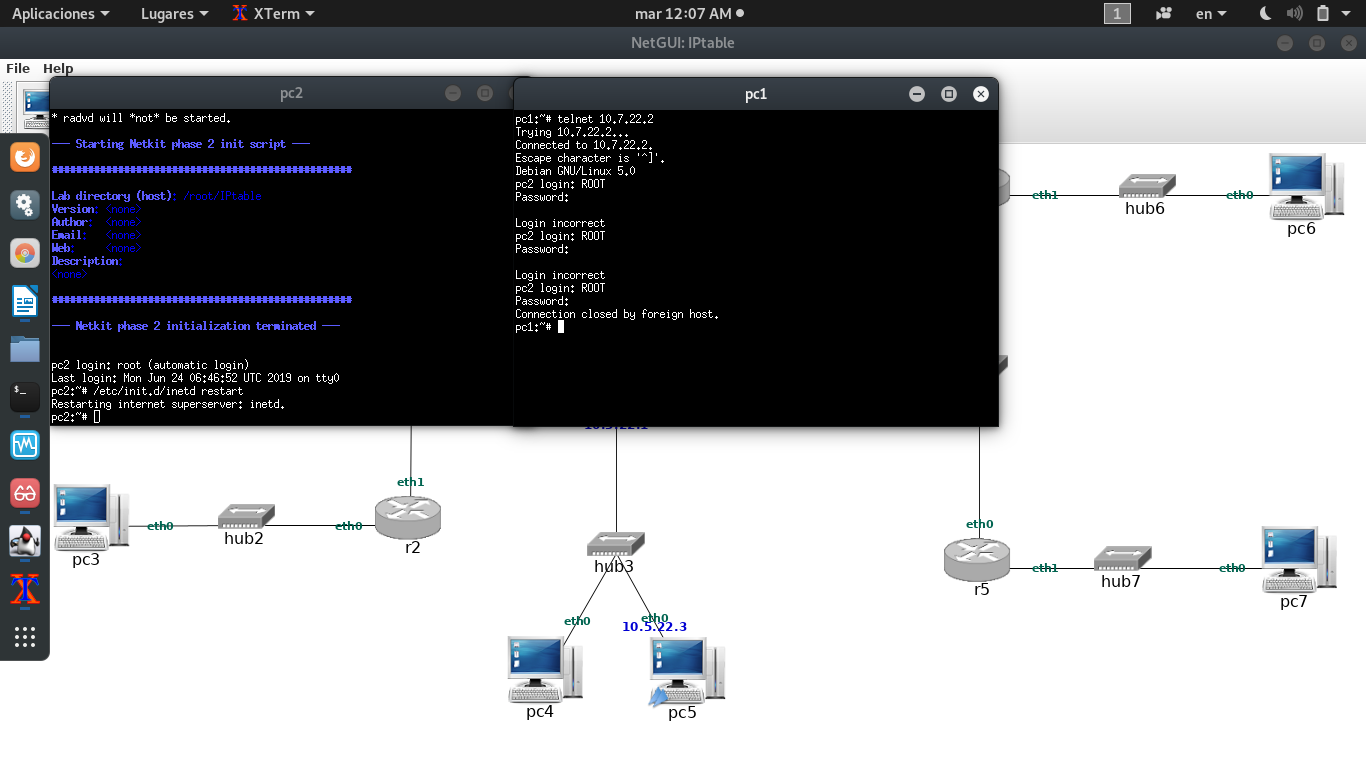 Aplicaciones Lugares XTerm mar 12:07 AM 1 en
NetGUI: IPtable
File Help
pc2
* radvd will *not* be started.
--- Starting Netkit phase 2 init script ---
##################################################
Lab directory (host): /root/IPtable
Version: <none>
Author: <none>
Email: <none>
Web: <none>
Description:
<none>
##################################################
--- Netkit phase 2 initialization terminated ---
pc2 login: root (automatic login)
Last login: Mon Jun 24 06:46:52 UTC 2019 on tty0
pc2:~# /etc/init.d/inetd restart
Restarting internet superserver: inetd.
pc2:~#
pc1
pc1:~# telnet 10.7.22.2
Trying 10.7.22.2...
Connected to 10.7.22.2.
Escape character is '^]'.
Debian GNU/Linux 5.0
pc2 login: ROOT
Password:
Login incorrect
pc2 login: ROOT
Password:
Login incorrect
pc2 login: ROOT
Password:
Connection closed by foreign host.
pc1:~#
eth1
hub6
eth0
pc6
10.5.22.1
eth1
pc3
eth0
hub2
eth0
r2
hub3
eth0
eth0
10.5.22.3
pc4
pc5
eth0
r5
eth1
hub7
eth0
pc7